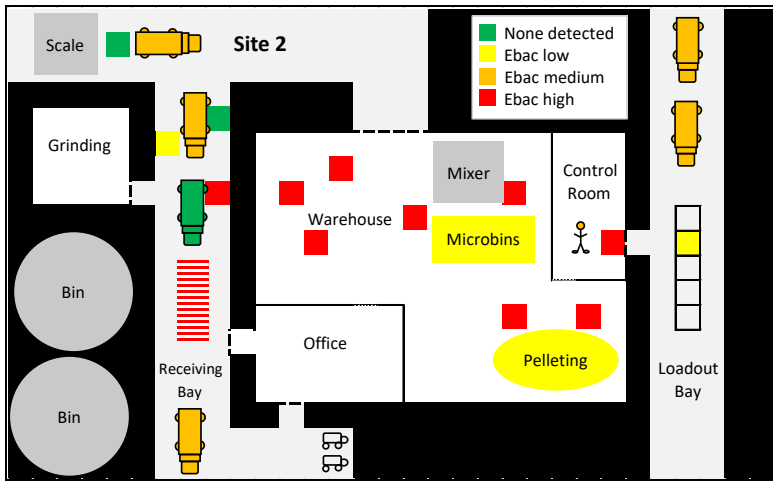 Scale
Site 2
None detected
Ebac low
Ebac medium
Ebac high
Grinding
Mixer
Control
Room
Warehouse
Microbins
Bin
Office
Pelleting
Receiving
Bay
Loadout
Bay
Bin